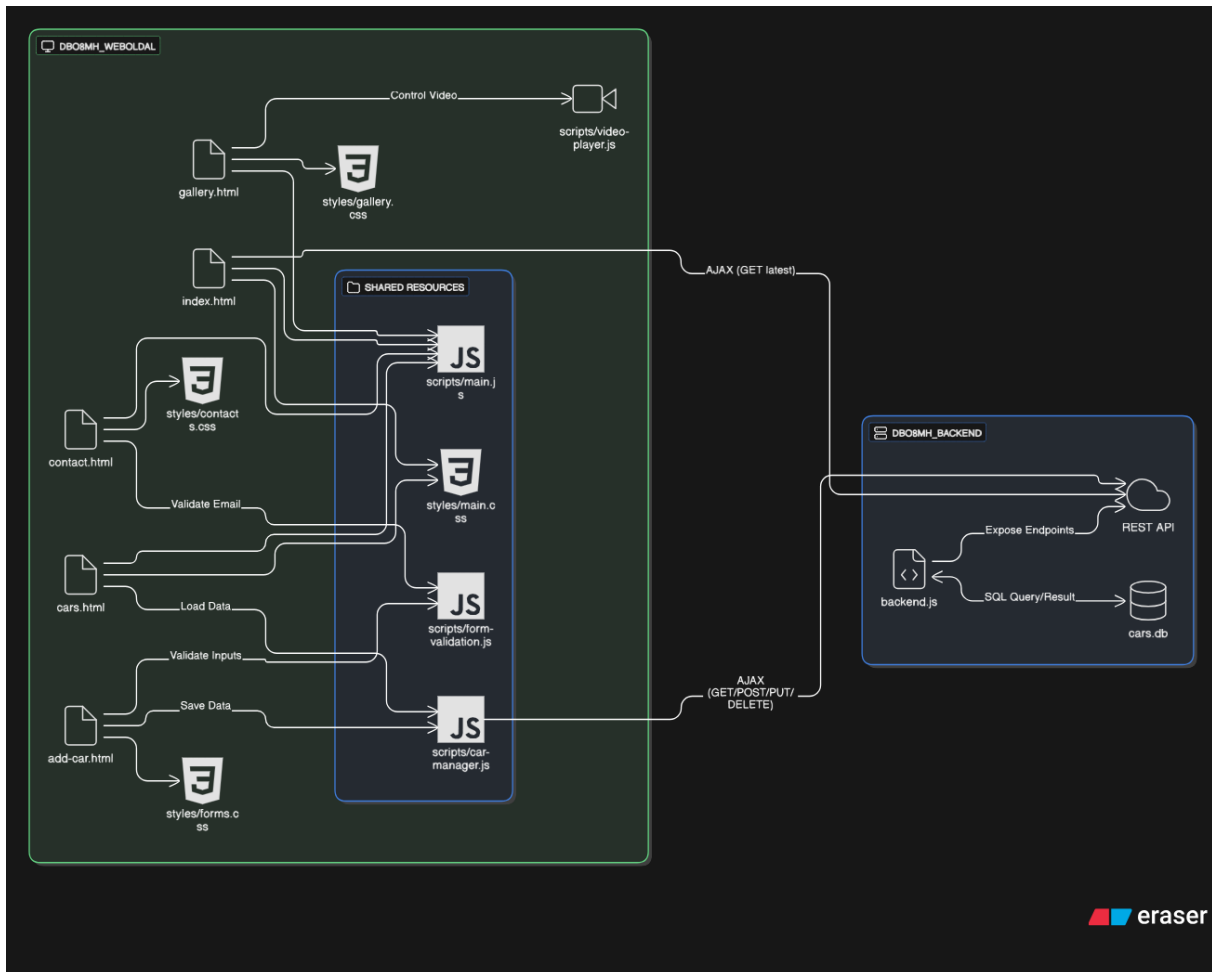 DBO8MH_WEBOLDAL
Control Video
scripts/video-
player.js
gallery.html
styles/gallery.
css
index.html
AJAX (GET latest)
SHARED RESOURCES
JS
scripts/main.j
s
styles/contact
s.css
contact.html
DBO8MH_BACKEND
Validate Email
styles/main.c
ss
REST API
Expose Endpoints
cars.html
Load Data
backend.js
SQL Query/Result
cars.db
JS
scripts/form-
validation.js
Validate Inputs
AJAX
(GET/POST/PUT/
DELETE)
Save Data
add-car.html
JS
scripts/car-
manager.js
styles/forms.c
ss
eraser